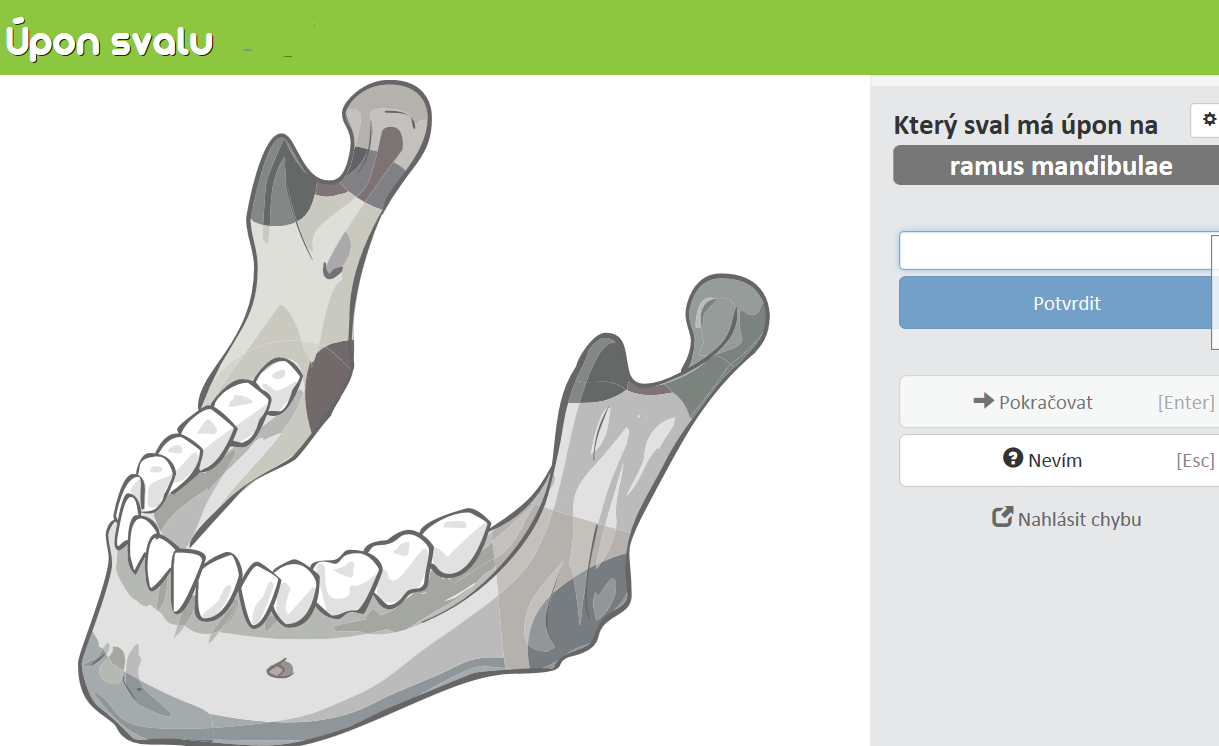 Úpon svalu
Který sval má úpon na
ramus mandibulae
Potvrdit
Pokračovat [Enter]
Nevím [Esc]
Nahlásit chybu